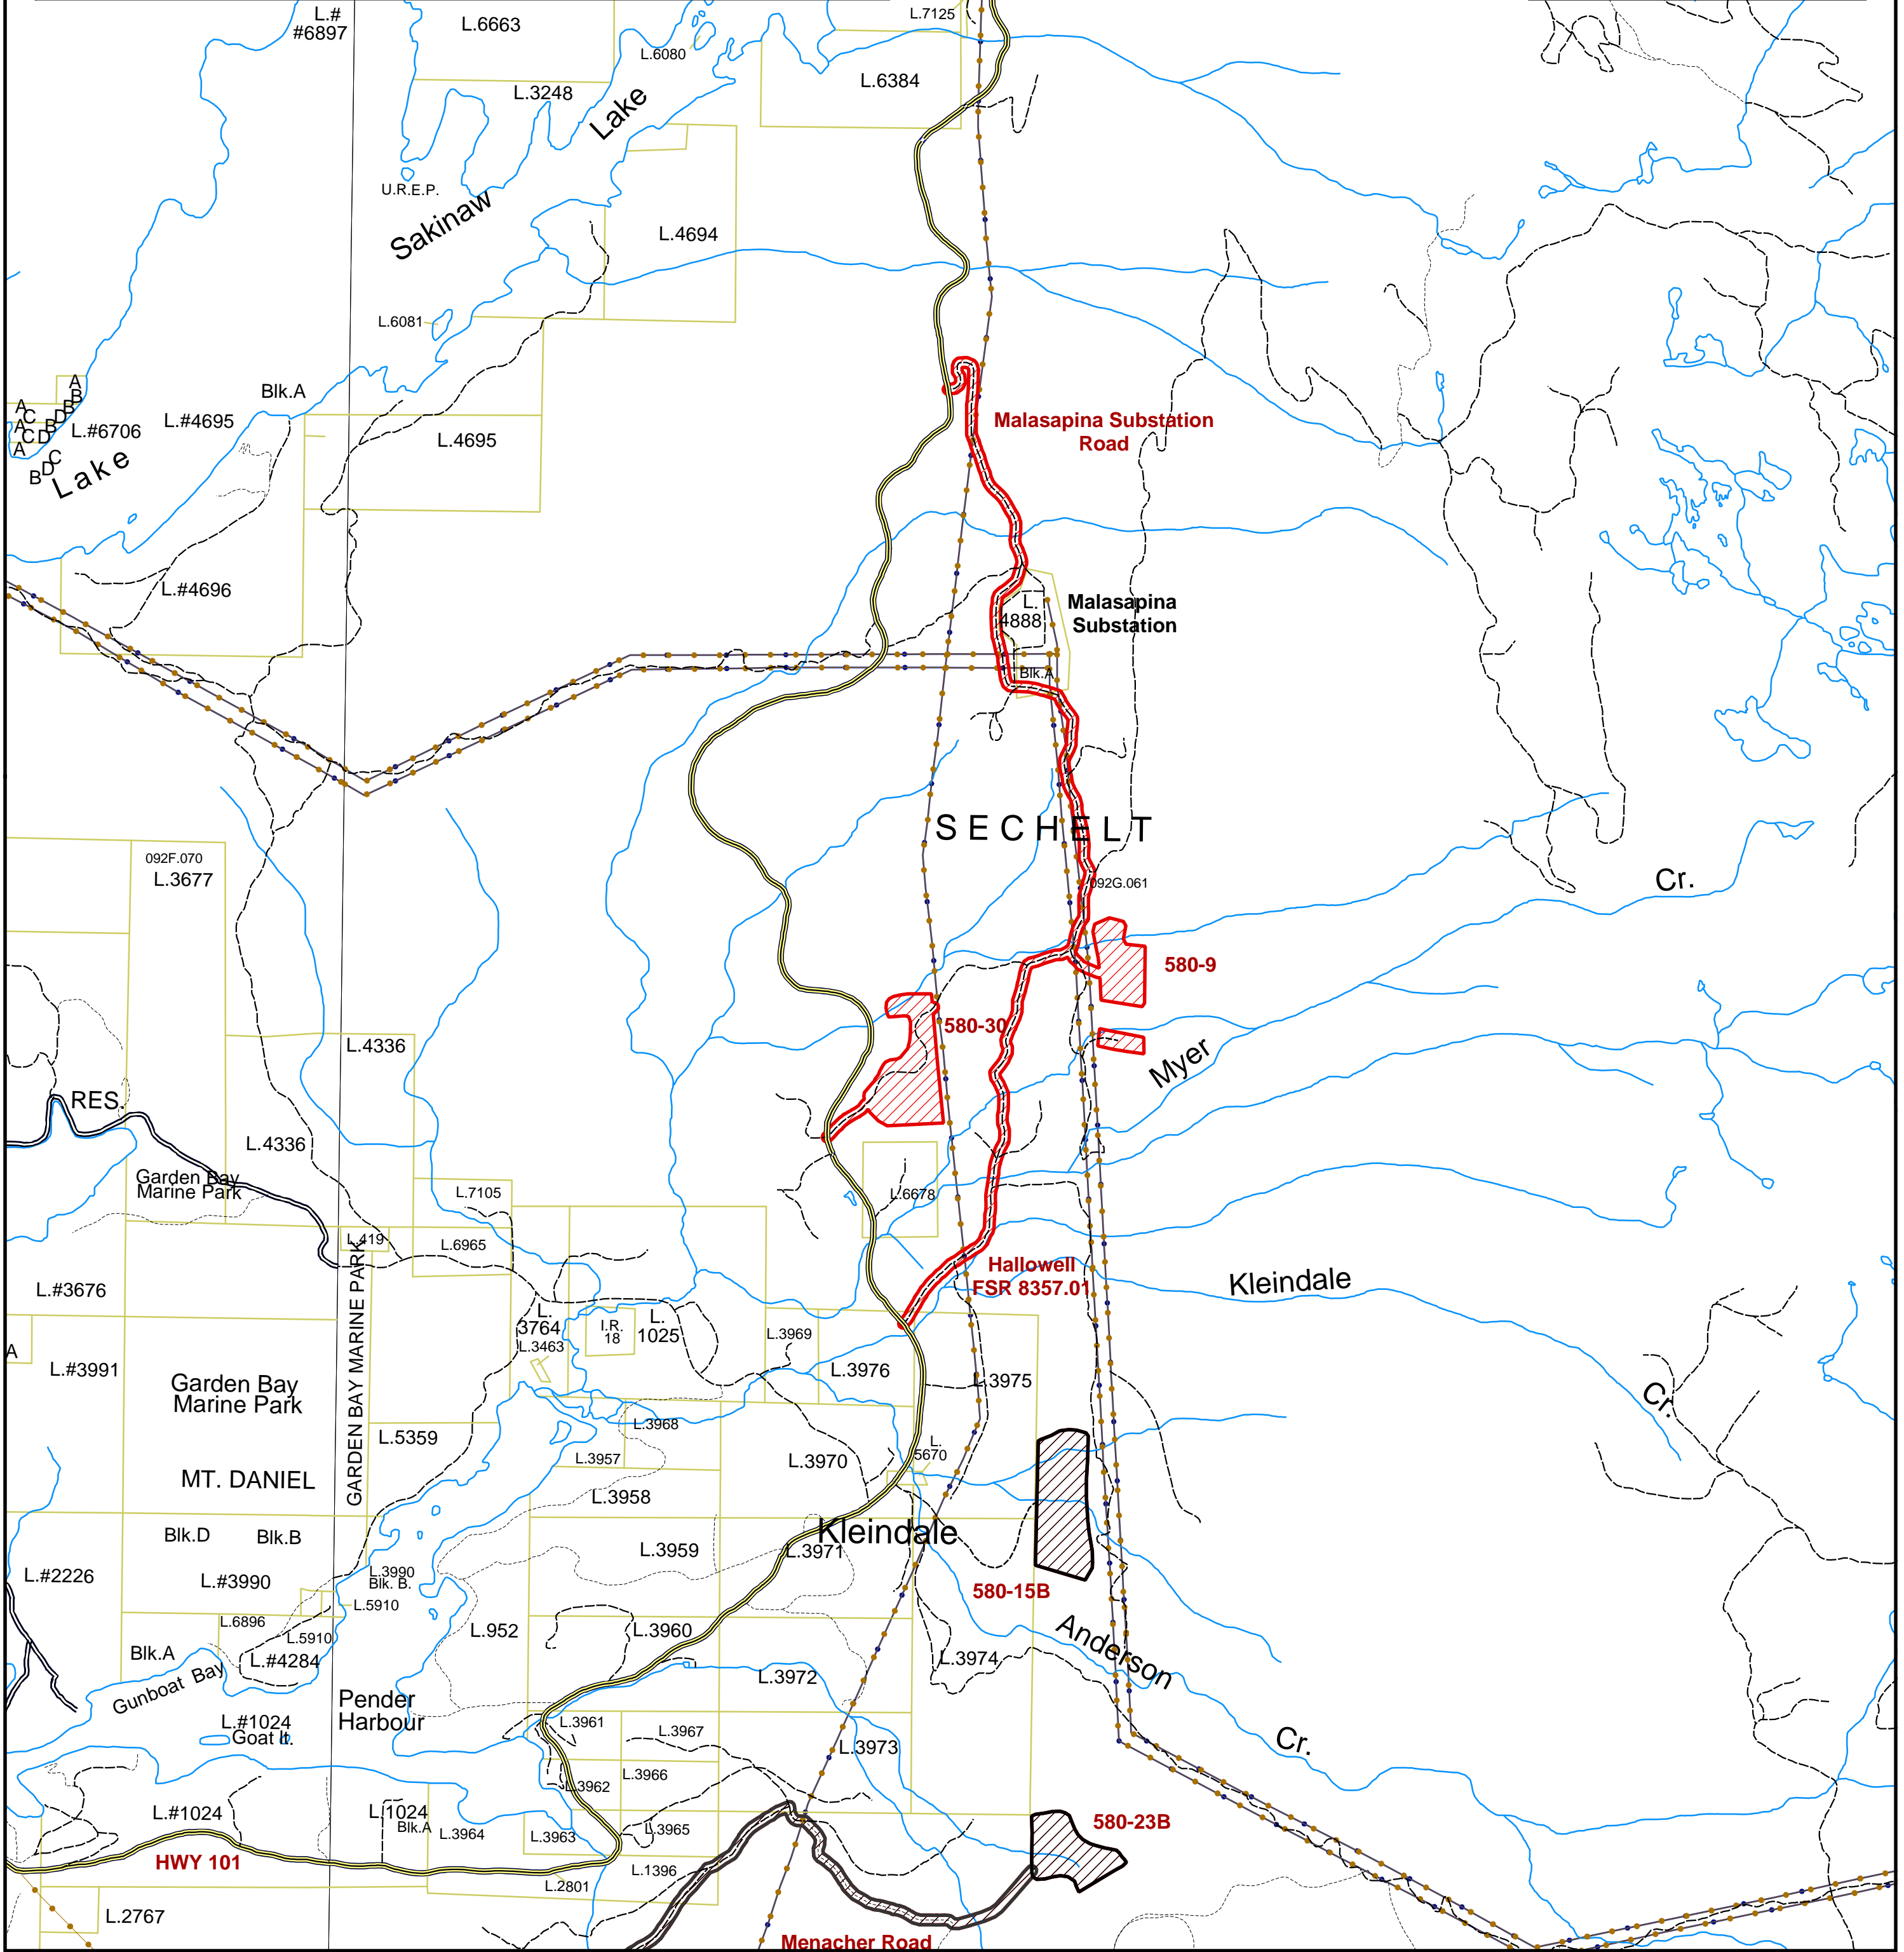 L.#
#6897
L.6663
L.7125
L.6080
L.6384
L.3248
Lake
U.R.E.P.
Sakinaw
L.4694
L.6081
A
B
Blk.A
A
C
B
D
L.#4695
Malasapina Substation
Road
A
B
C
D
L.#6706
L.4695
A
C
D
B
Lake
L.#4696
L.
4888
Malasapina
Substation
Blk.A
SECHELT
092F.070
L.3677
092G.061
Cr.
580-9
580-30
L.4336
Myer
RES.
L.4336
Garden Bay
Marine Park
L.7105
L.6678
L.419
L.6965
Hallowell
FSR 8357.01
Kleindale
L.#3676
GARDEN BAY MARINE PARK
L.
3764
L.3463
I.R.
18
L.
1025
L.3969
A
L.#3991
L.3976
L.3975
Garden Bay
Marine Park
Cr.
L.3968
L.5359
L.
5670
L.3957
L.3970
MT. DANIEL
L.3958
Blk.D
Blk.B
Kleindale
L.3959
L.3971
L.#2226
L.#3990
L.3990
Blk. B.
580-15B
L.5910
L.6896
L.5910
L.952
L.3960
Anderson
Blk.A
L.#4284
L.3974
Gunboat Bay
L.3972
Pender
Harbour
L.#1024
Goat It.
L.3961
L.3967
Cr.
L.3973
L.3966
L.3962
L.#1024
L.1024
Blk.A
L.3964
L.3963
L.3965
580-23B
HWY 101
L.1396
L.2801
L.2767
Menacher Road